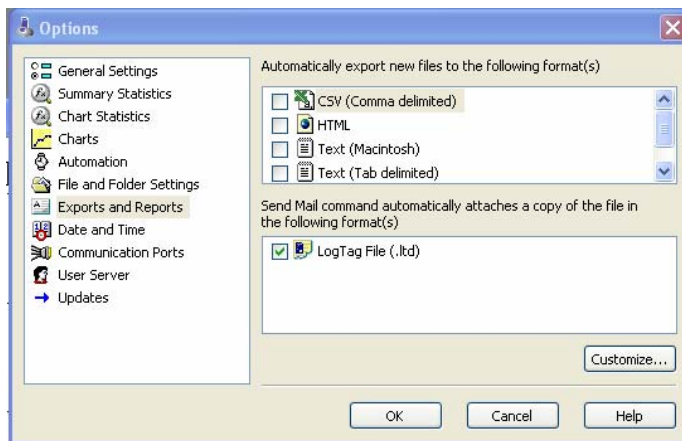 Options
General Settings
Summary Statistics
Chart Statistics
Charts
Automation
File and Folder Settings
Exports and Reports
Date and Time
Communication Ports
User Server
Updates
Automatically export new files to the following format(s)
CSV (Comma delimited)
HTML
Text (Macintosh)
Text (Tab delimited)
Send Mail command automatically attaches a copy of the file in
the following format(s)
LogTag File (.ltd)
Customize...
OK Cancel Help